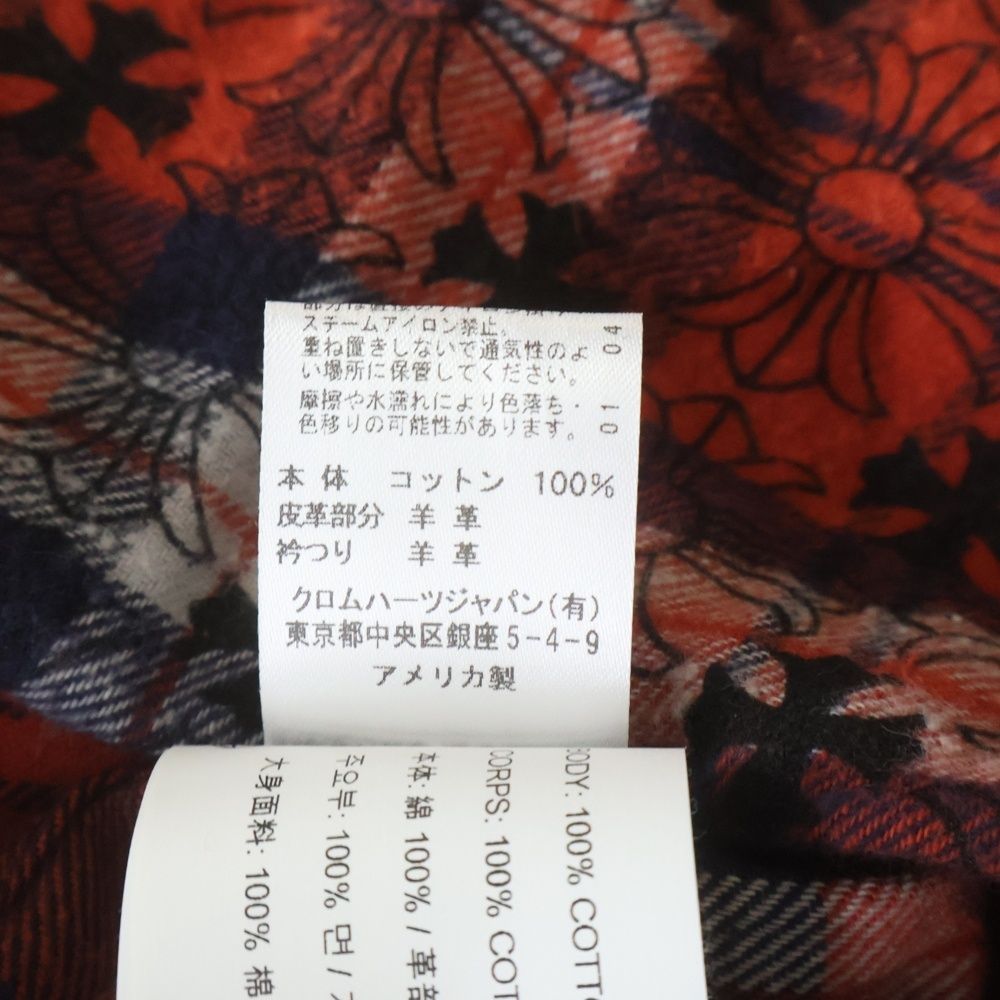 スチームアイロン禁止。
重ね置きしないで通気性のよ
い場所に保管してください。
摩擦や水濡れにより色落ち・
色移りの可能性があります。
01 04
本体 コットン 100%
皮革部分 羊革
衿つり 羊革
クロムハーツジャパン(有)
東京都中央区銀座5-4-9
アメリカ製
BODY: 100% COTT
CORPS: 100% COT
本体: 綿 100% / 革部
주요부: 100% 면 /
大身面料: 100% 棉